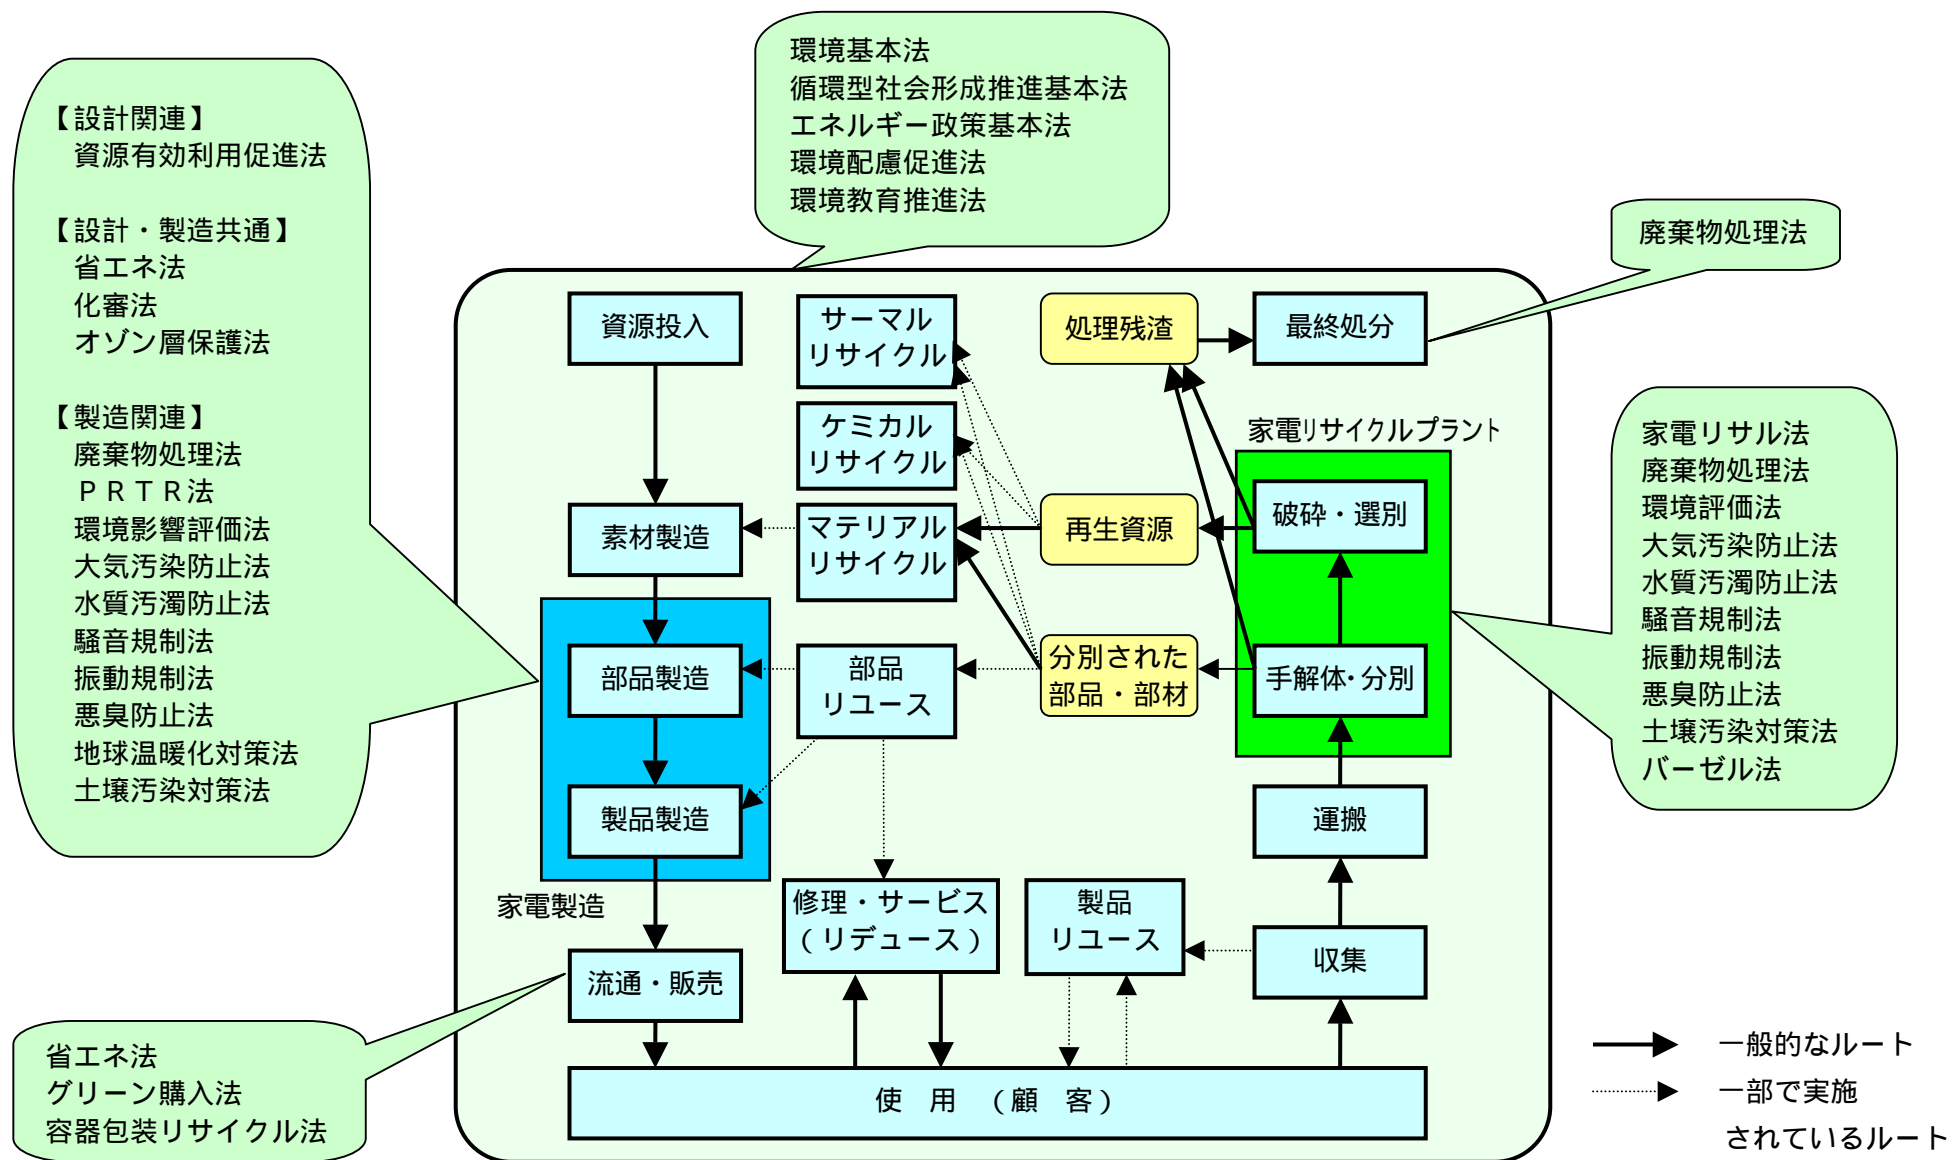 環境基本法
循環型社会形成推進基本法
エネルギー政策基本法
環境配慮促進法
環境教育推進法
【設計関連】
資源有効利用促進法
【設計・製造共通】
省エネ法
化審法
オゾン層保護法
【製造関連】
廃棄物処理法
ＰＲＴＲ法
環境影響評価法
大気汚染防止法
水質汚濁防止法
騒音規制法
振動規制法
悪臭防止法
地球温暖化対策法
土壌汚染対策法
廃棄物処理法
資源投入
サーマル
リサイクル
処理残渣
最終処分
ケミカル
リサイクル
家電リサイクルプラント
素材製造
マテリアル
リサイクル
再生資源
破砕・選別
部品製造
部品
リユース
分別された
部品・部材
手解体・分別
製品製造
運搬
家電製造
修理・サービス
（リデュース）
製品
リユース
収集
流通・販売
使　用　（顧　客）
家電リサル法
廃棄物処理法
環境評価法
大気汚染防止法
水質汚濁防止法
騒音規制法
振動規制法
悪臭防止法
土壌汚染対策法
バーゼル法
省エネ法
グリーン購入法
容器包装リサイクル法
一般的なルート
一部で実施
されているルート